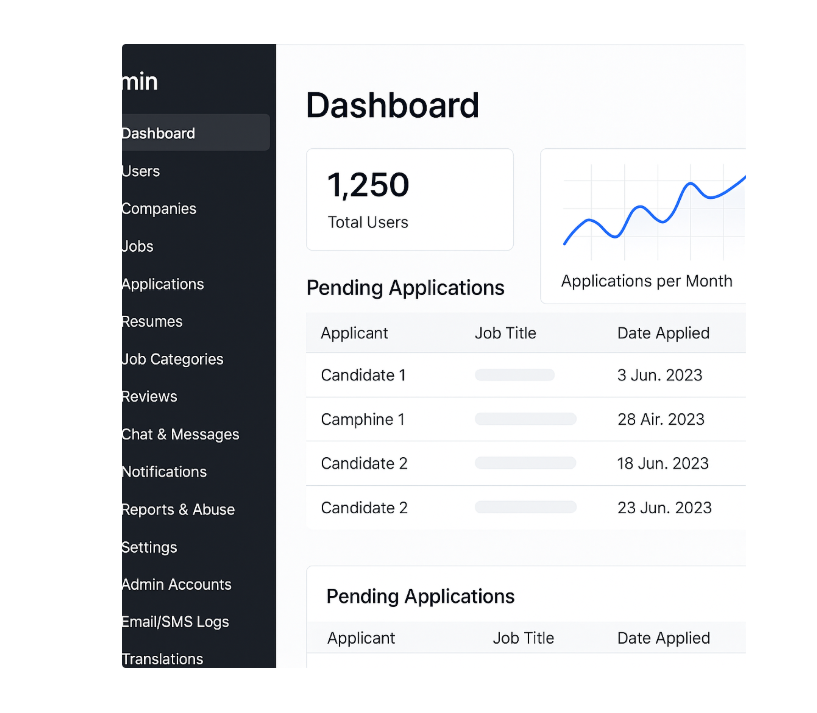 min
Dashboard
Users
Companies
Jobs
Applications
Resumes
Job Categories
Reviews
Chat & Messages
Notifications
Reports & Abuse
Settings
Admin Accounts
Email/SMS Logs
Translations
Dashboard
1,250
Total Users
Applications per Month
Pending Applications
Applicant Job Title Date Applied
Candidate 1 3 Jun. 2023
Camphine 1 28 Air. 2023
Candidate 2 18 Jun. 2023
Candidate 2 23 Jun. 2023
Pending Applications
Applicant Job Title Date Applied